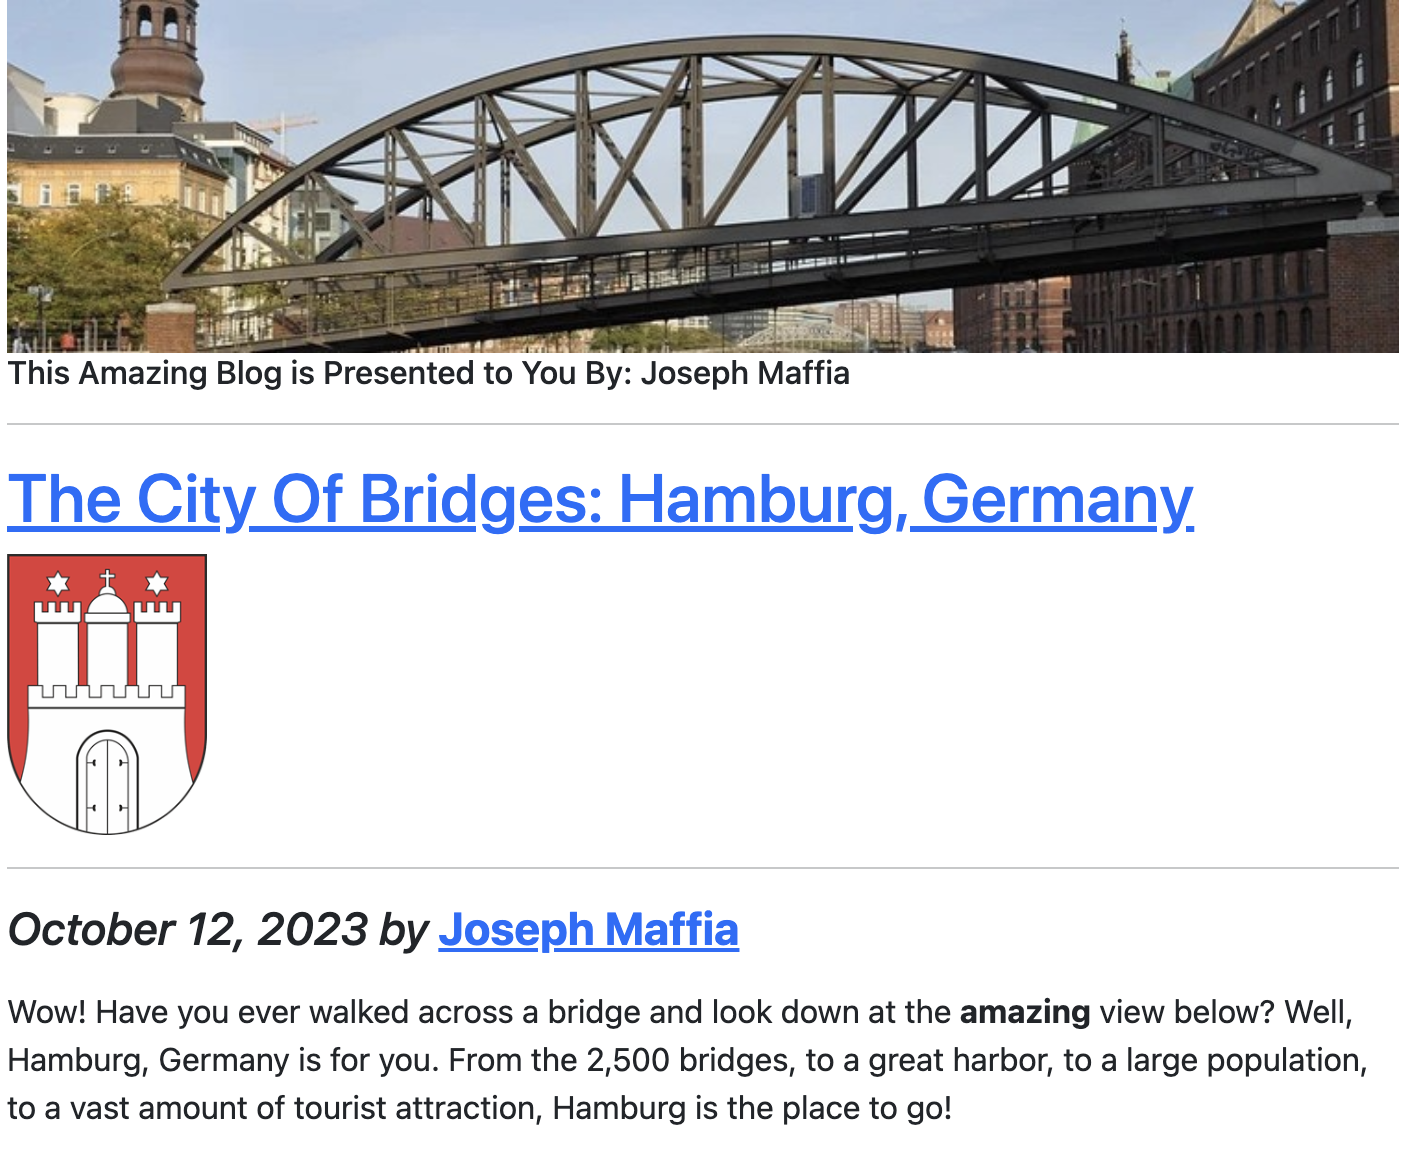 This Amazing Blog is Presented to You By: Joseph Maffia
The City Of Bridges: Hamburg, Germany
October 12, 2023 by Joseph Maffia
Wow! Have you ever walked across a bridge and look down at the amazing view below? Well,
Hamburg, Germany is for you. From the 2,500 bridges, to a great harbor, to a large population,
to a vast amount of tourist attraction, Hamburg is the place to go!